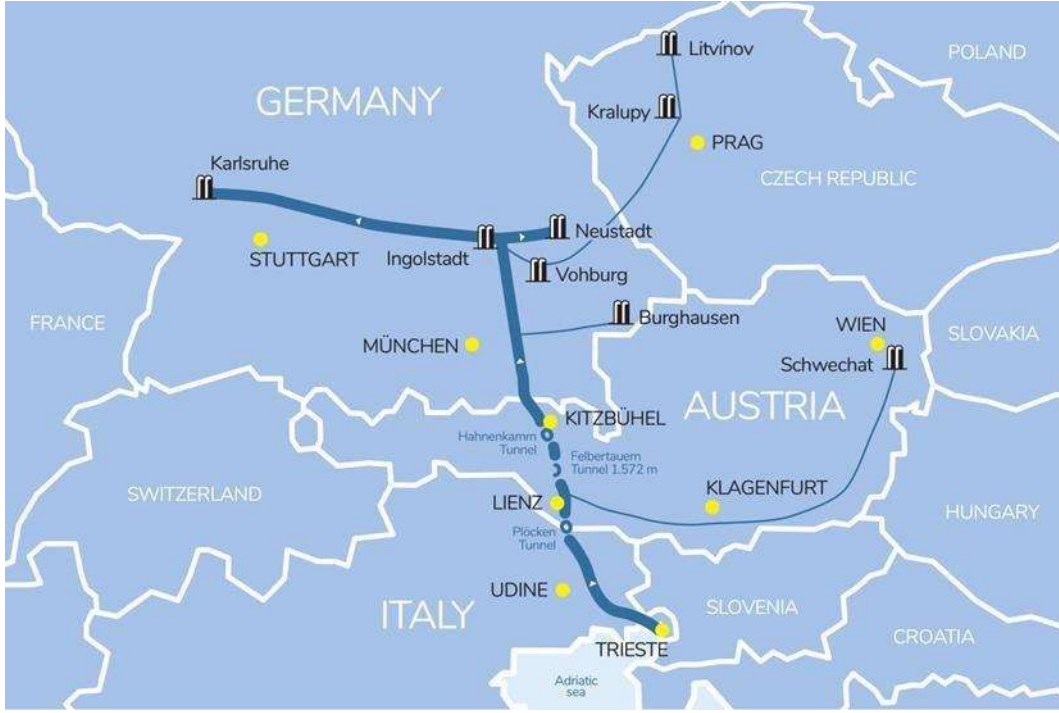 Litvínov
POLAND
GERMANY
Kralupy
PRAG
Karlsruhe
CZECH REPUBLIC
Neustadt
STUTTGART
Ingolstadt
Vohburg
FRANCE
Burghausen
WIEN
SLOVAKIA
MÜNCHEN
Schwechat
AUSTRIA
KITZBÜHEL
Hahnenkamm
Tunnel
Felbertauern
Tunnel 1.572 m
SWITZERLAND
LIENZ
KLAGENFURT
HUNGARY
Plöcken
Tunnel
UDINE
ITALY
SLOVENIA
CROATIA
TRIESTE
Adriatic
sea